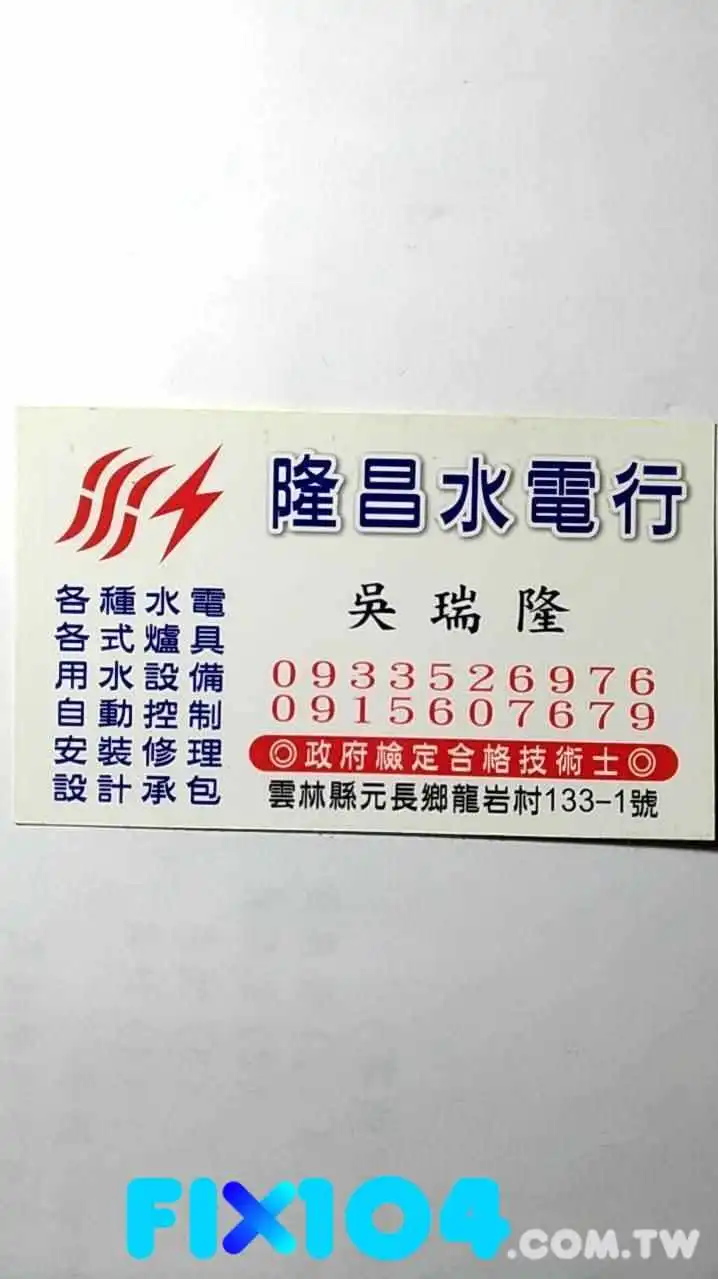 隆昌水電行
吳瑞隆
各種水電
各式爐具
用水設備
自動控制
安裝修理
設計承包
0933526976
0915607679
◎政府檢定合格技術士◎
雲林縣元長鄉龍岩村133-1號
FIX104.COM.TW